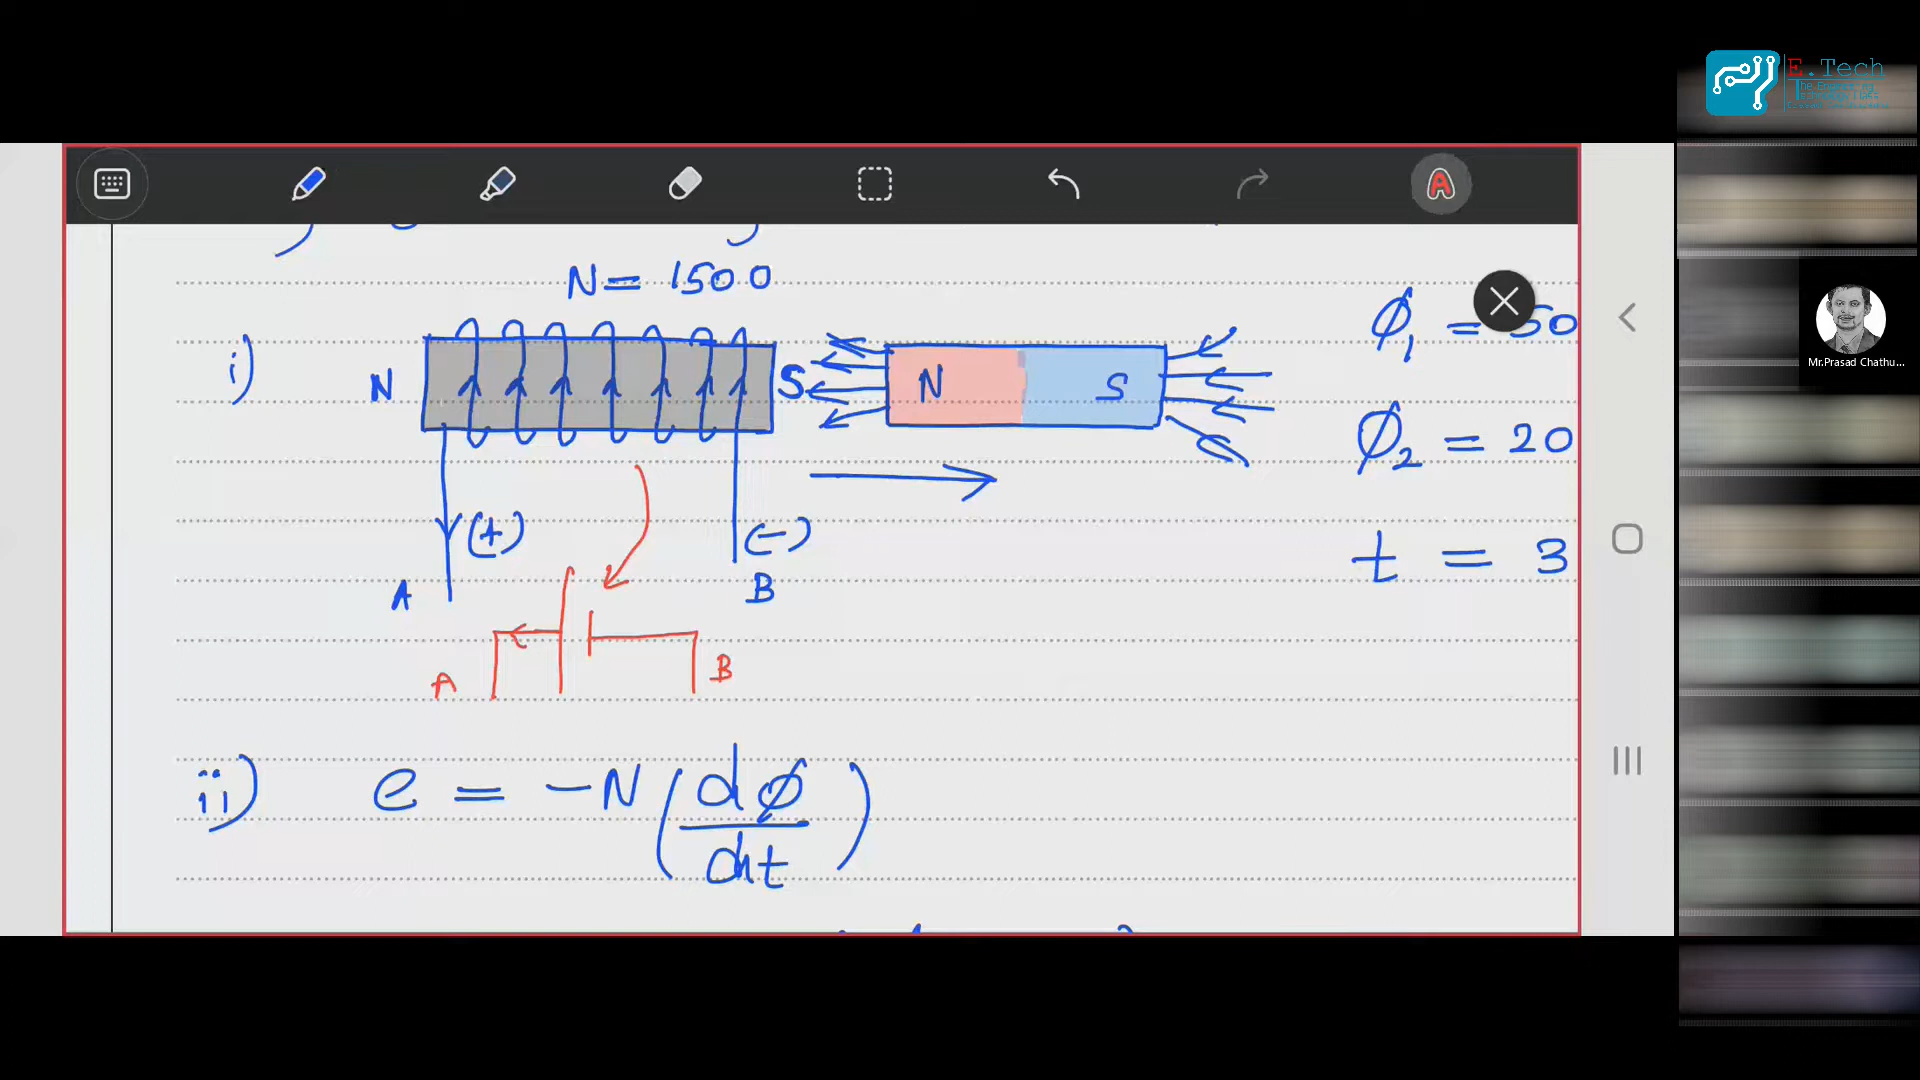 E.Tech
N = 1500
i)
N
S
N
S
ϕ₁ = 50
ϕ₂ = 20
t = 3
(+)
(-)
A
B
A
B
ii) e = -N(dϕ/dt)
A
Mr.Prasad Chathu...